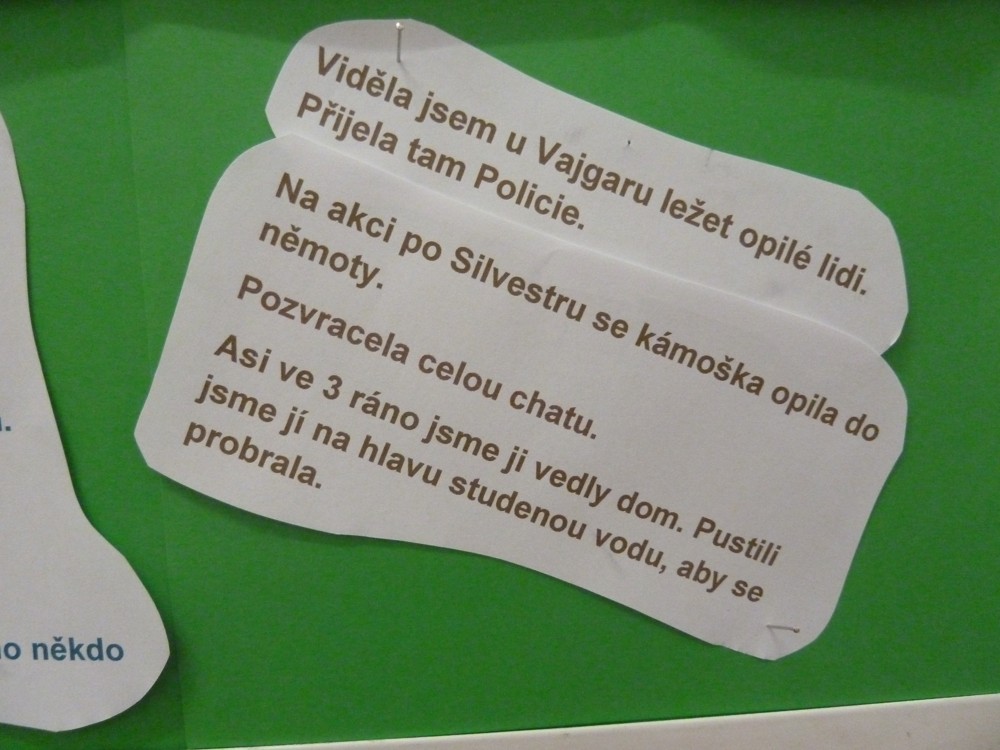 Viděla jsem u Vajgaru ležet opilé lidi.
Přijela tam Policie.
Na akci po Silvestru se kámoška opila do
němoty.
Pozvracela celou chatu.
Asi ve 3 ráno jsme ji vedly dom. Pustili
jsme jí na hlavu studenou vodu, aby se
probrala.
někdo